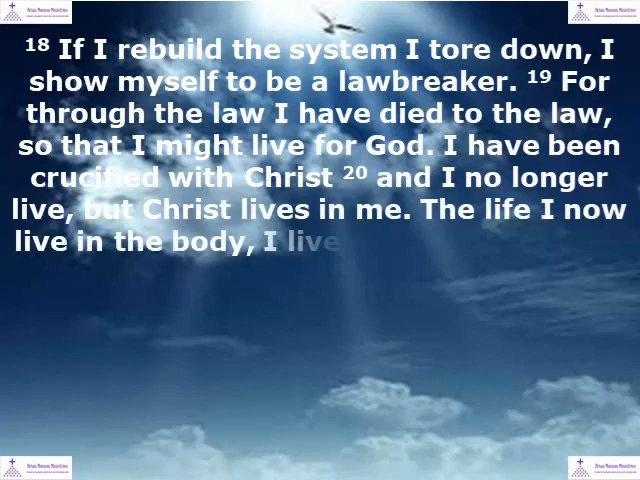 18 If I rebuild the system I tore down, I
show myself to be a lawbreaker. 19 For
through the law I have died to the law,
so that I might live for God. I have been
crucified with Christ 20 and I no longer
live, but Christ lives in me. The life I now
live in the body, I live